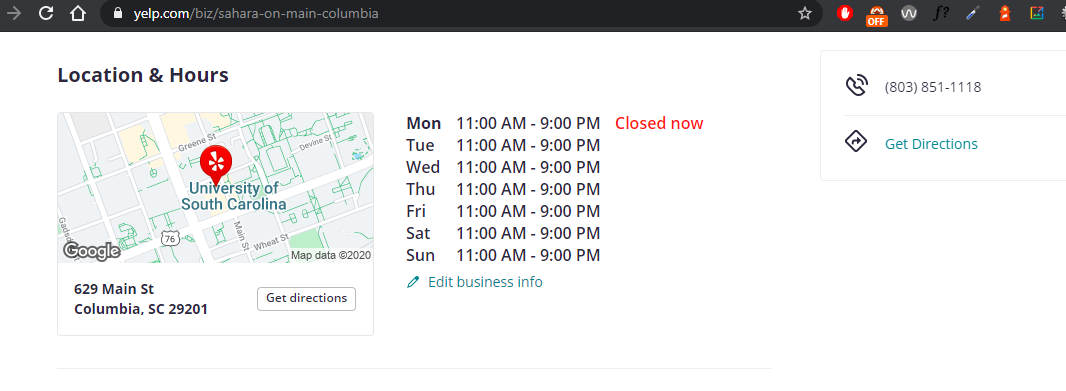 yelp.com/biz/sahara-on-main-columbia
OFF
f?
Location & Hours
Greene St
Devine St
University of
South Carolina
Main St
Wheat St
76
Google
Map data ©2020
629 Main St
Columbia, SC 29201
Get directions
Mon 11:00 AM - 9:00 PM Closed now
Tue 11:00 AM - 9:00 PM
Wed 11:00 AM - 9:00 PM
Thu 11:00 AM - 9:00 PM
Fri 11:00 AM - 9:00 PM
Sat 11:00 AM - 9:00 PM
Sun 11:00 AM - 9:00 PM
Edit business info
(803) 851-1118
Get Directions